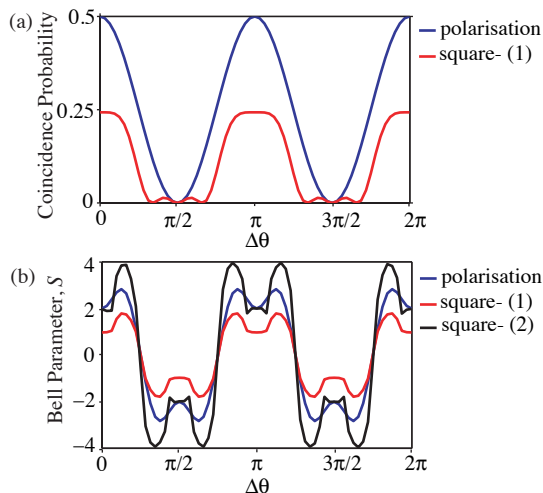 (a)
Coincidence Probability
0.5
0.25
0
0 π/2 π 3π/2 2π
Δθ
polarisation
square- (1)
(b)
Bell Parameter, S
4
2
0
−2
−4
0 π/2 π 3π/2 2π
Δθ
polarisation
square- (1)
square- (2)